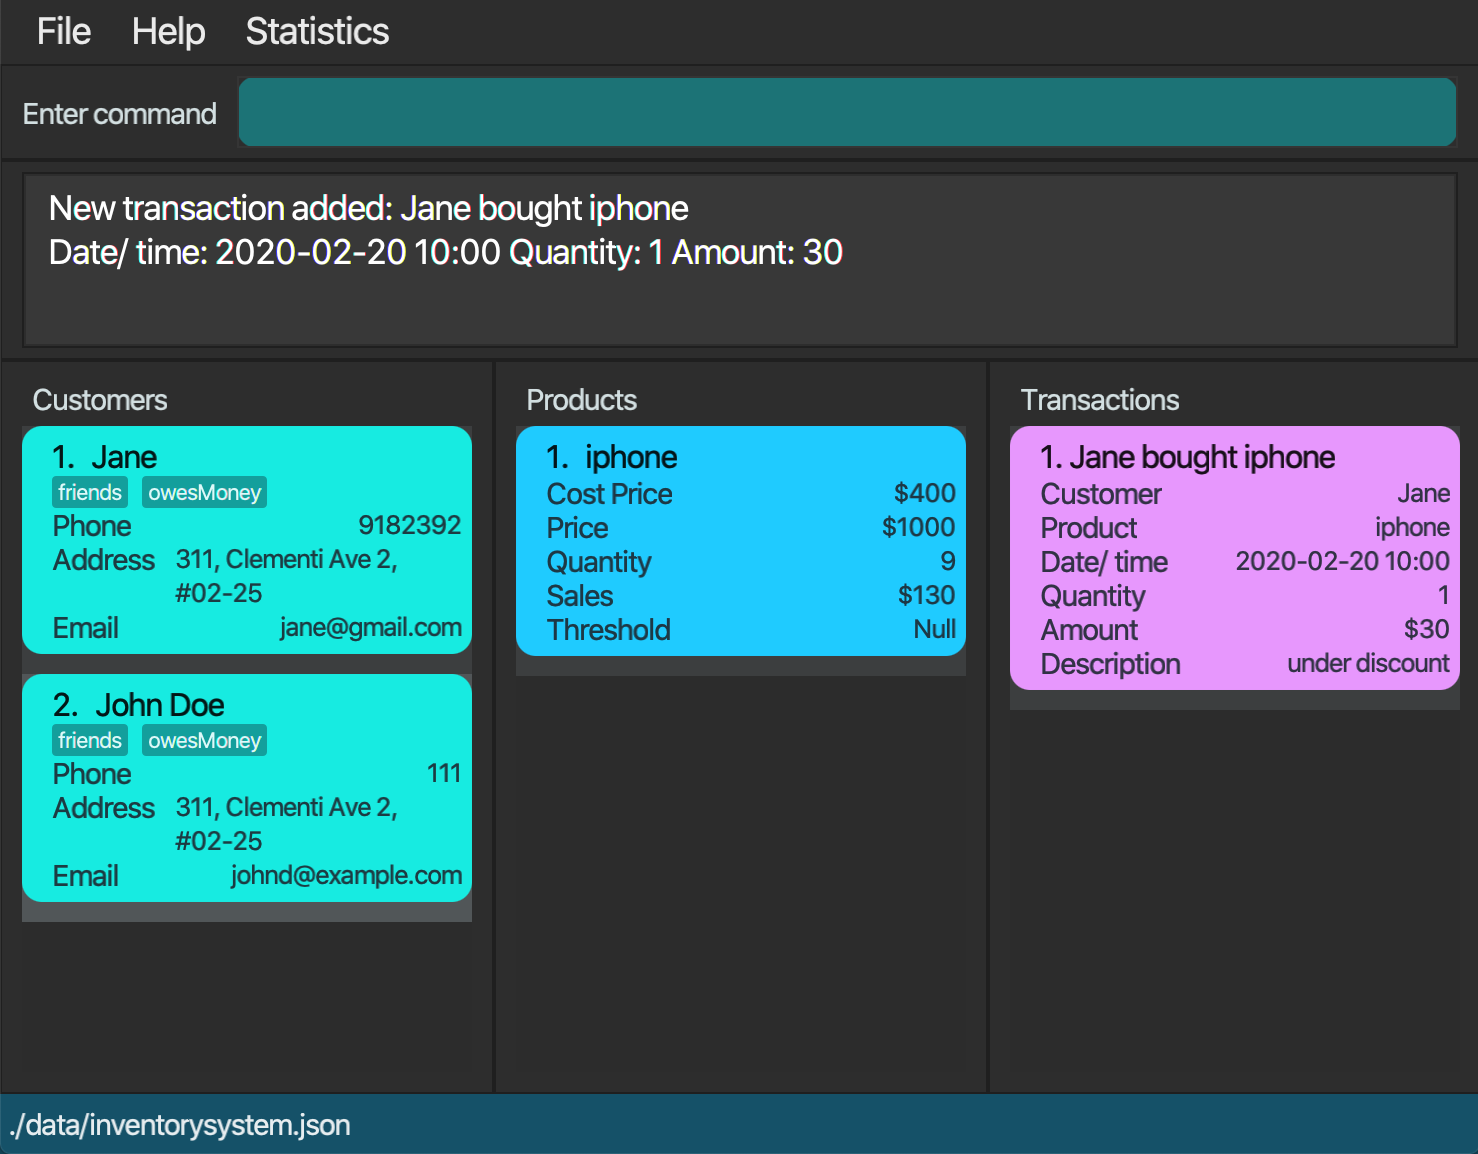 File Help Statistics
Enter command
New transaction added: Jane bought iphone
Date/ time: 2020-02-20 10:00 Quantity: 1 Amount: 30
Customers
1. Jane
friends owesMoney
Phone 9182392
Address 311, Clementi Ave 2,
#02-25
Email jane@gmail.com
2. John Doe
friends owesMoney
Phone 111
Address 311, Clementi Ave 2,
#02-25
Email johnd@example.com
Products
1. iphone
Cost Price $400
Price $1000
Quantity 9
Sales $130
Threshold Null
Transactions
1. Jane bought iphone
Customer Jane
Product iphone
Date/ time 2020-02-20 10:00
Quantity 1
Amount $30
Description under discount
./data/inventorysystem.json